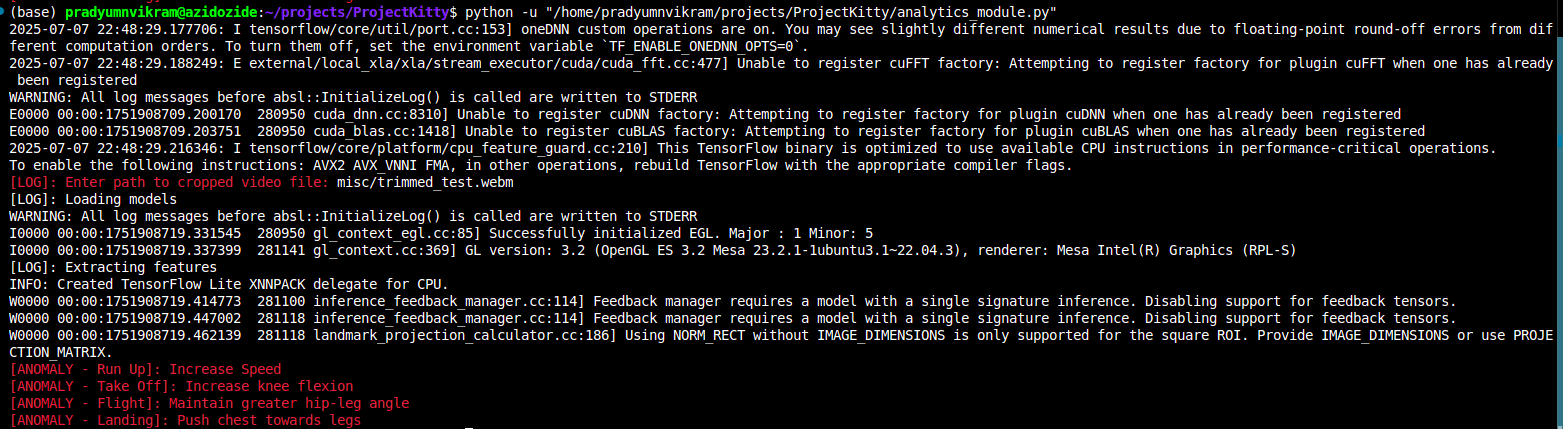 (base) pradyumnvikram@azidozide:~/projects/ProjectKitty$ python -u "/home/pradyumnvikram/projects/ProjectKitty/analytics_module.py"
2025-07-07 22:48:29.177706: I tensorflow/core/util/port.cc:153] oneDNN custom operations are on. You may see slightly different numerical results due to floating-point round-off errors from dif
ferent computation orders. To turn them off, set the environment variable `TF_ENABLE_ONEDNN_OPTS=0`.
2025-07-07 22:48:29.188249: E external/local_xla/xla/stream_executor/cuda/cuda_fft.cc:477] Unable to register cuFFT factory: Attempting to register factory for plugin cuFFT when one has already
 been registered
WARNING: All log messages before absl::InitializeLog() is called are written to STDERR
E0000 00:00:1751908709.200170  280950 cuda_dnn.cc:8310] Unable to register cuDNN factory: Attempting to register factory for plugin cuDNN when one has already been registered
E0000 00:00:1751908709.203751  280950 cuda_blas.cc:1418] Unable to register cuBLAS factory: Attempting to register factory for plugin cuBLAS when one has already been registered
2025-07-07 22:48:29.216346: I tensorflow/core/platform/cpu_feature_guard.cc:210] This TensorFlow binary is optimized to use available CPU instructions in performance-critical operations.
To enable the following instructions: AVX2 AVX_VNNI FMA, in other operations, rebuild TensorFlow with the appropriate compiler flags.
[LOG]: Enter path to cropped video file: misc/trimmed_test.webm
[LOG]: Loading models
WARNING: All log messages before absl::InitializeLog() is called are written to STDERR
I0000 00:00:1751908719.331545  280950 gl_context_egl.cc:85] Successfully initialized EGL. Major : 1 Minor: 5
I0000 00:00:1751908719.337399  281141 gl_context.cc:369] GL version: 3.2 (OpenGL ES 3.2 Mesa 23.2.1-1ubuntu3.1~22.04.3), renderer: Mesa Intel(R) Graphics (RPL-S)
[LOG]: Extracting features
INFO: Created TensorFlow Lite XNNPACK delegate for CPU.
W0000 00:00:1751908719.414773  281100 inference_feedback_manager.cc:114] Feedback manager requires a model with a single signature inference. Disabling support for feedback tensors.
W0000 00:00:1751908719.447002  281118 inference_feedback_manager.cc:114] Feedback manager requires a model with a single signature inference. Disabling support for feedback tensors.
W0000 00:00:1751908719.462139  281118 landmark_projection_calculator.cc:186] Using NORM_RECT without IMAGE_DIMENSIONS is only supported for the square ROI. Provide IMAGE_DIMENSIONS or use PROJE
CTION_MATRIX.
[ANOMALY - Run Up]: Increase Speed
[ANOMALY - Take Off]: Increase knee flexion
[ANOMALY - Flight]: Maintain greater hip-leg angle
[ANOMALY - Landing]: Push chest towards legs